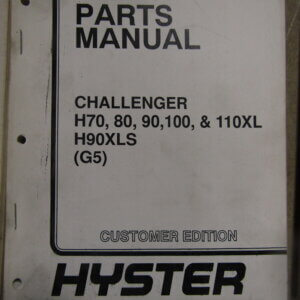 PARTS
MANUAL
CHALLENGER
H70, 80, 90,100, & 110XL
H90XLS
(G5)
CUSTOMER EDITION
HYSTER